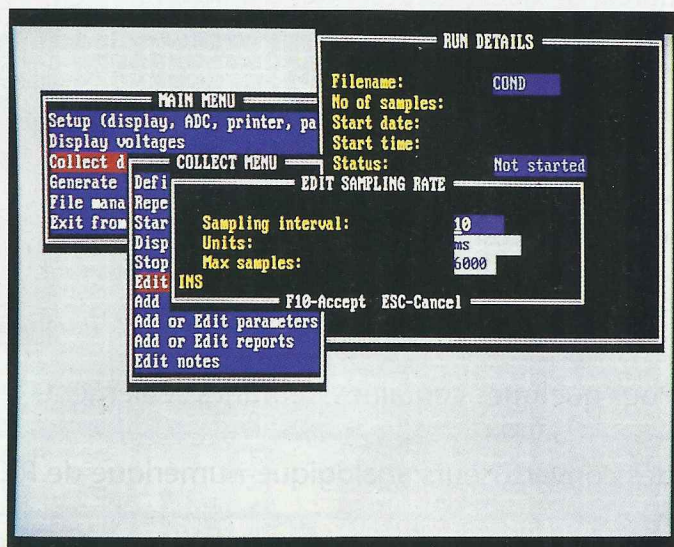 RUN DETAILS
Filename: COND
No of samples:
Start date:
Start time:
Status: Not started
MAIN MENU
Setup (display, ADC, printer, pa
Display voltages
Collect d
Generate
File mana
Exit from
COLLECT MENU
Defi
Repe
Star
Disp
Stop
Edit
Add
Add or Edit parameters
Add or Edit reports
Edit notes
EDIT SAMPLING RATE
Sampling interval: 10
Units: ms
Max samples: 6000
INS
F10-Accept ESC-Cancel